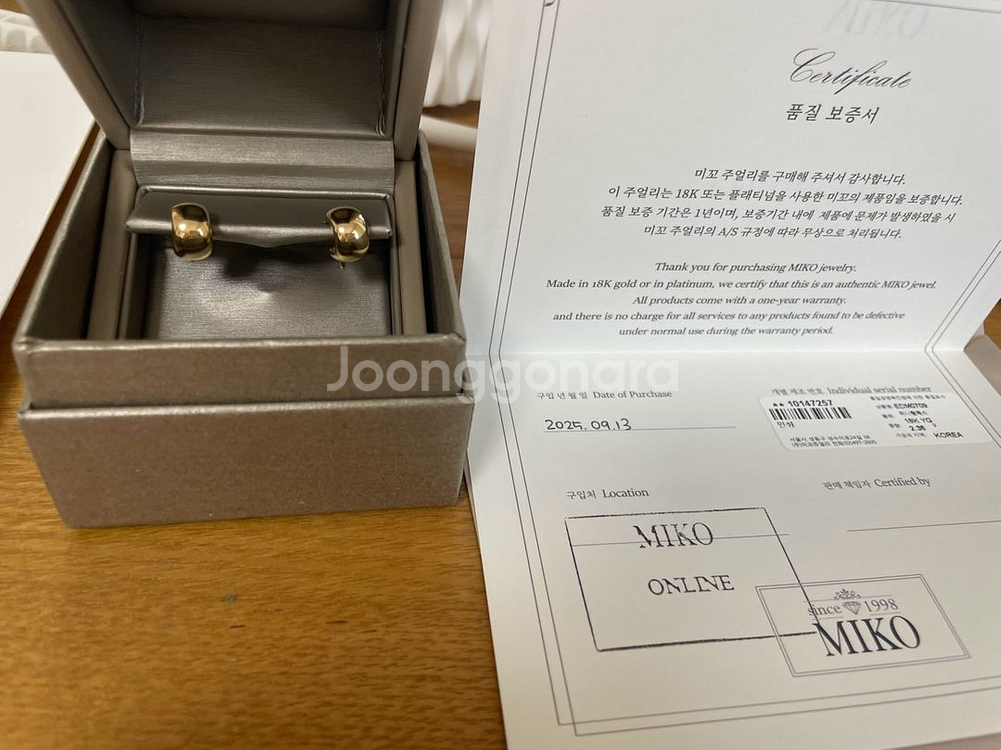 Certificate
품질 보증서
미꼬 주얼리를 구매해 주셔서 감사합니다.
이 주얼리는 18K 또는 플래티넘을 사용한 미꼬의 제품임을 보증합니다.
품질 보증 기간은 1년이며, 보증기간 내에 제품에 문제가 발생하였을 시
미꼬 주얼리의 A/S 규정에 따라 무상으로 처리됩니다.
Thank you for purchasing MIKO jewelry.
Made in 18K gold or in platinum, we certify that this is an authentic MIKO jewel.
All products come with a one-year warranty.
and there is no charge for all services to any products found to be defective
under normal use during the warranty period.
Joonggonara
구입 년 월 일 Date of Purchase
2025. 09. 13
개별 제조 번호 Individual serial number
** 10147257
민성
EDM0709
18K YG
2.36
KOREA
구입처 Location
판매 책임자 Certified by
MIKO
ONLINE
since 1998
MIKO